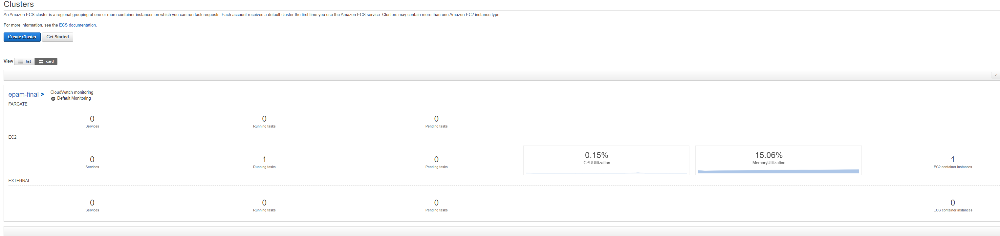 Clusters
An Amazon ECS cluster is a regional grouping of one or more container instances on which you can run task requests. Each account receives a default cluster the first time you use the Amazon ECS service. Clusters may contain more than one Amazon EC2 instance type.
For more information, see the ECS documentation.
Create Cluster Get Started
View list card
<
epam-final > CloudWatch monitoring
Default Monitoring
FARGATE
0 0 0
Services Running tasks Pending tasks
EC2
0 1 0 0.15% 15.06% 1
Services Running tasks Pending tasks CPUUtilization MemoryUtilization EC2 container instances
EXTERNAL
0 0 0 0
Services Running tasks Pending tasks ECS container instances